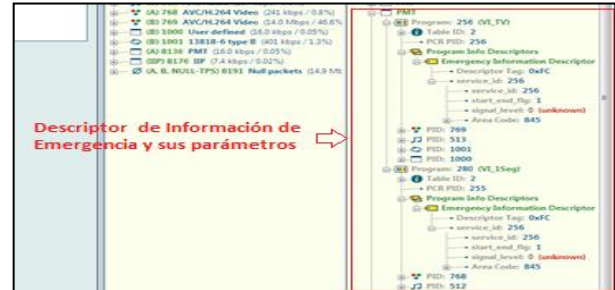 (A) 768 AVC/H.264 Video (241 kbps / 0.8%)
(A) 769 AVC/H.264 Video (14.0 Mbps / 46.6%
(B) 1000 User defined (16.0 kbps / 0.05%)
(B) 1001 13818-6 type B (401 kbps / 1.3%)
(A) 8136 PMT (16.0 kbps / 0.05%)
(IIP) 8176 IIP (7.4 kbps / 0.02%)
(A, B, NULL-TPS) 8191 Null packets (14.9 Mb
Descriptor de Información de
Emergencia y sus parámetros
PMT
Program: 256 (VI_TV)
Table ID: 2
PCR PID: 256
Program Info Descriptors
Emergency Information Descriptor
Descriptor Tag: 0xFC
service_id: 256
service_id: 256
start_end_flg: 1
signal_level: 0 (unknown)
Area Code: 845
PID: 769
PID: 513
PID: 1001
PID: 1000
Program: 280 (VI_1Seg)
Table ID: 2
PCR PID: 255
Program Info Descriptors
Emergency Information Descriptor
Descriptor Tag: 0xFC
service_id: 256
service_id: 256
start_end_flg: 1
signal_level: 0 (unknown)
Area Code: 845
PID: 768
PID: 512